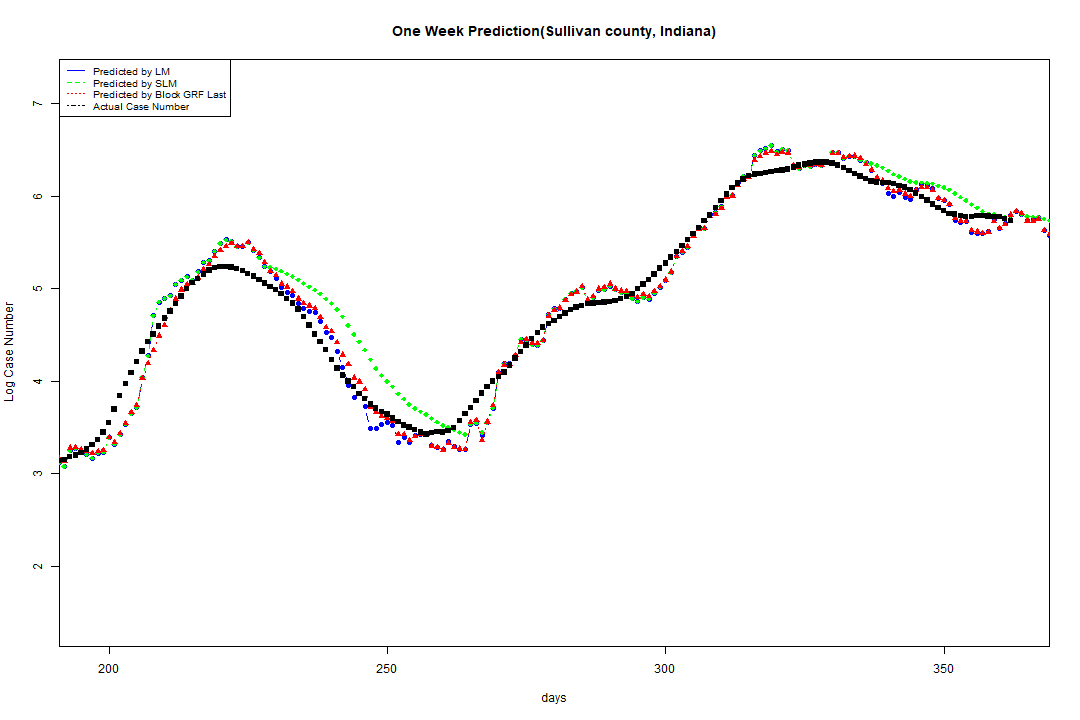 One Week Prediction(Sullivan county, Indiana)
Predicted by LM
Predicted by SLM
Predicted by Block GRF Last
Actual Case Number
7
6
5
4
3
2
Log Case Number
200
250
300
350
days